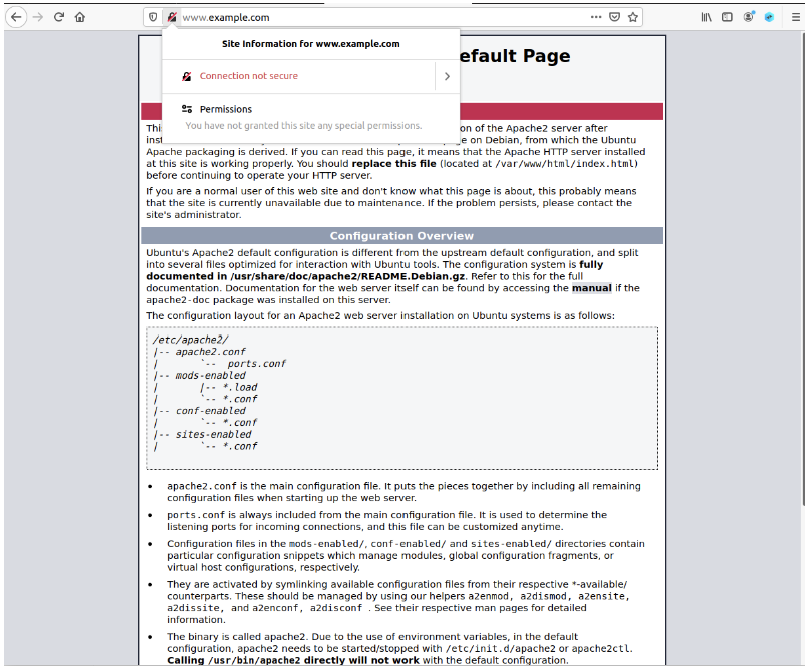 www.example.com
Site Information for www.example.com
efault Page
Connection not secure
Permissions
You have not granted this site any special permissions.
ion of the Apache2 server after
ge on Debian, from which the Ubuntu
Apache packaging is derived. If you can read this page, it means that the Apache HTTP server installed
at this site is working properly. You should replace this file (located at /var/www/html/index.html)
before continuing to operate your HTTP server.
If you are a normal user of this web site and don't know what this page is about, this probably means
that the site is currently unavailable due to maintenance. If the problem persists, please contact the
site's administrator.
Configuration Overview
Ubuntu's Apache2 default configuration is different from the upstream default configuration, and split
into several files optimized for interaction with Ubuntu tools. The configuration system is fully
documented in /usr/share/doc/apache2/README.Debian.gz. Refer to this for the full
documentation. Documentation for the web server itself can be found by accessing the manual if the
apache2-doc package was installed on this server.
The configuration layout for an Apache2 web server installation on Ubuntu systems is as follows:
/etc/apache2/
|-- apache2.conf
|       `--  ports.conf
|-- mods-enabled
|       |-- *.load
|       `-- *.conf
|-- conf-enabled
|       `-- *.conf
|-- sites-enabled
|       `-- *.conf
• apache2.conf is the main configuration file. It puts the pieces together by including all remaining
configuration files when starting up the web server.
• ports.conf is always included from the main configuration file. It is used to determine the
listening ports for incoming connections, and this file can be customized anytime.
• Configuration files in the mods-enabled/, conf-enabled/ and sites-enabled/ directories contain
particular configuration snippets which manage modules, global configuration fragments, or
virtual host configurations, respectively.
• They are activated by symlinking available configuration files from their respective *-available/
counterparts. These should be managed by using our helpers a2enmod, a2dismod, a2ensite,
a2dissite, and a2enconf, a2disconf . See their respective man pages for detailed
information.
• The binary is called apache2. Due to the use of environment variables, in the default
configuration, apache2 needs to be started/stopped with /etc/init.d/apache2 or apache2ctl.
Calling /usr/bin/apache2 directly will not work with the default configuration.